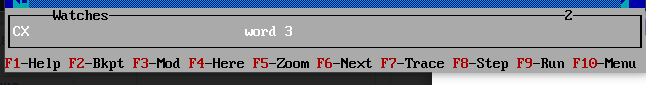 Watches 2
CX word 3
F1-Help F2-Bkpt F3-Mod F4-Here F5-Zoom F6-Next F7-Trace F8-Step F9-Run F10-Menu